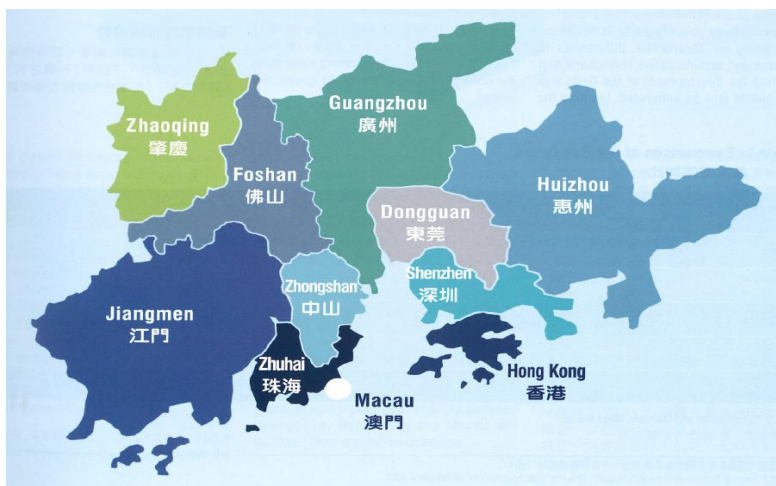 Guangzhou
廣州
Zhaoqing
肇慶
Foshan
佛山
Huizhou
惠州
Dongguan
東莞
Shenzhen
深圳
Zhongshan
中山
Jiangmen
江門
Zhuhai
珠海
Hong Kong
香港
Macau
澳門